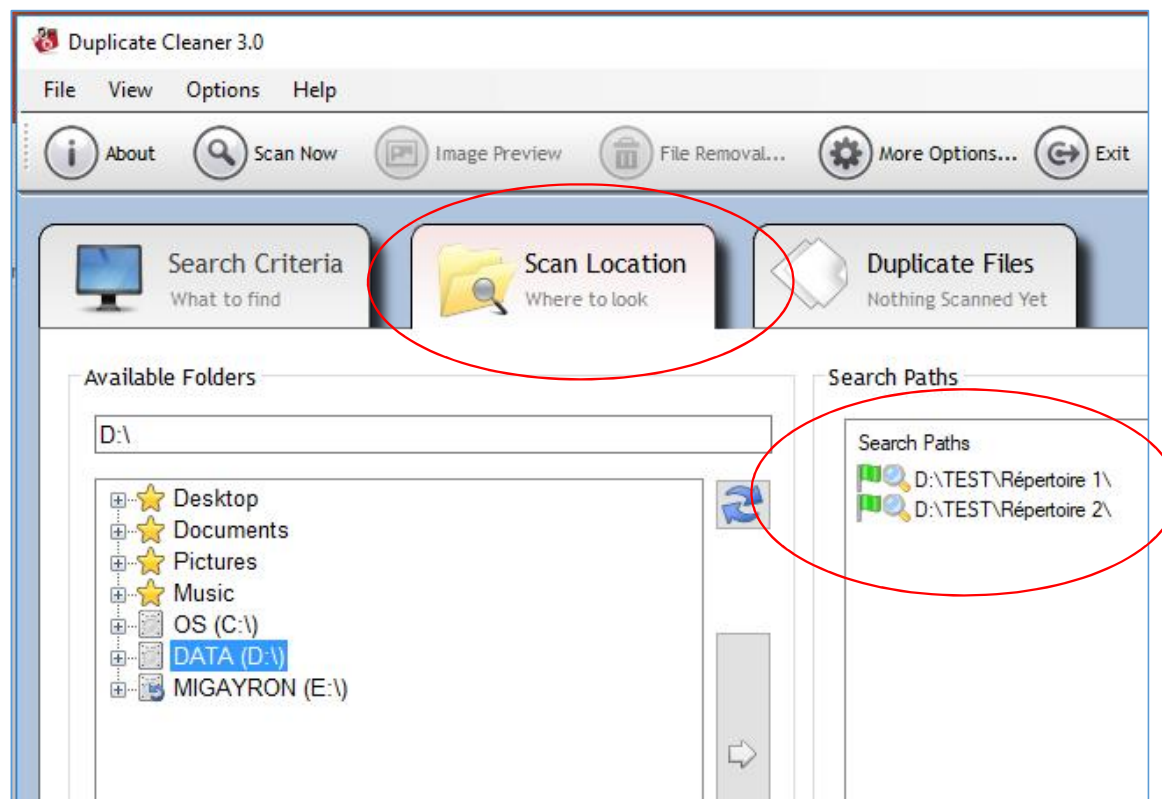 Duplicate Cleaner 3.0
File View Options Help
About Scan Now Image Preview File Removal... More Options... Exit
Search Criteria
What to find
Scan Location
Where to look
Duplicate Files
Nothing Scanned Yet
Available Folders
D:\
Desktop
Documents
Pictures
Music
OS (C:\)
DATA (D:\)
MIGAYRON (E:\)
Search Paths
Search Paths
D:\TEST\Répertoire 1\
D:\TEST\Répertoire 2\